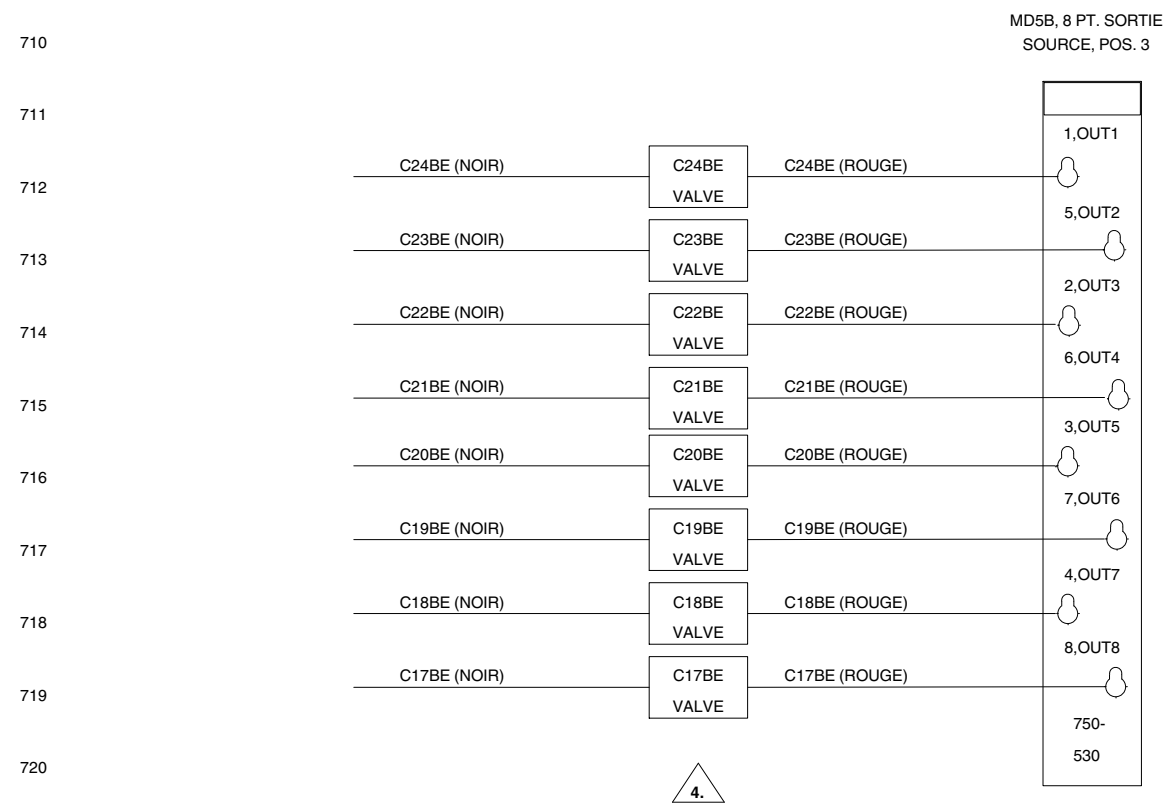 MD5B, 8 PT. SORTIE
710
SOURCE, POS. 3
711
1,OUT1
C24BE (NOIR)
C24BE
C24BE (ROUGE)
712
VALVE
5,OUT2
C23BE (NOIR)
C23BE
C23BE (ROUGE)
713
VALVE
2,OUT3
C22BE (NOIR)
C22BE
C22BE (ROUGE)
714
VALVE
6,OUT4
C21BE (NOIR)
C21BE
C21BE (ROUGE)
715
VALVE
3,OUT5
C20BE (NOIR)
C20BE
C20BE (ROUGE)
716
VALVE
7,OUT6
C19BE (NOIR)
C19BE
C19BE (ROUGE)
717
VALVE
4,OUT7
C18BE (NOIR)
C18BE
C18BE (ROUGE)
718
VALVE
8,OUT8
C17BE (NOIR)
C17BE
C17BE (ROUGE)
719
VALVE
750-
530
720
4.